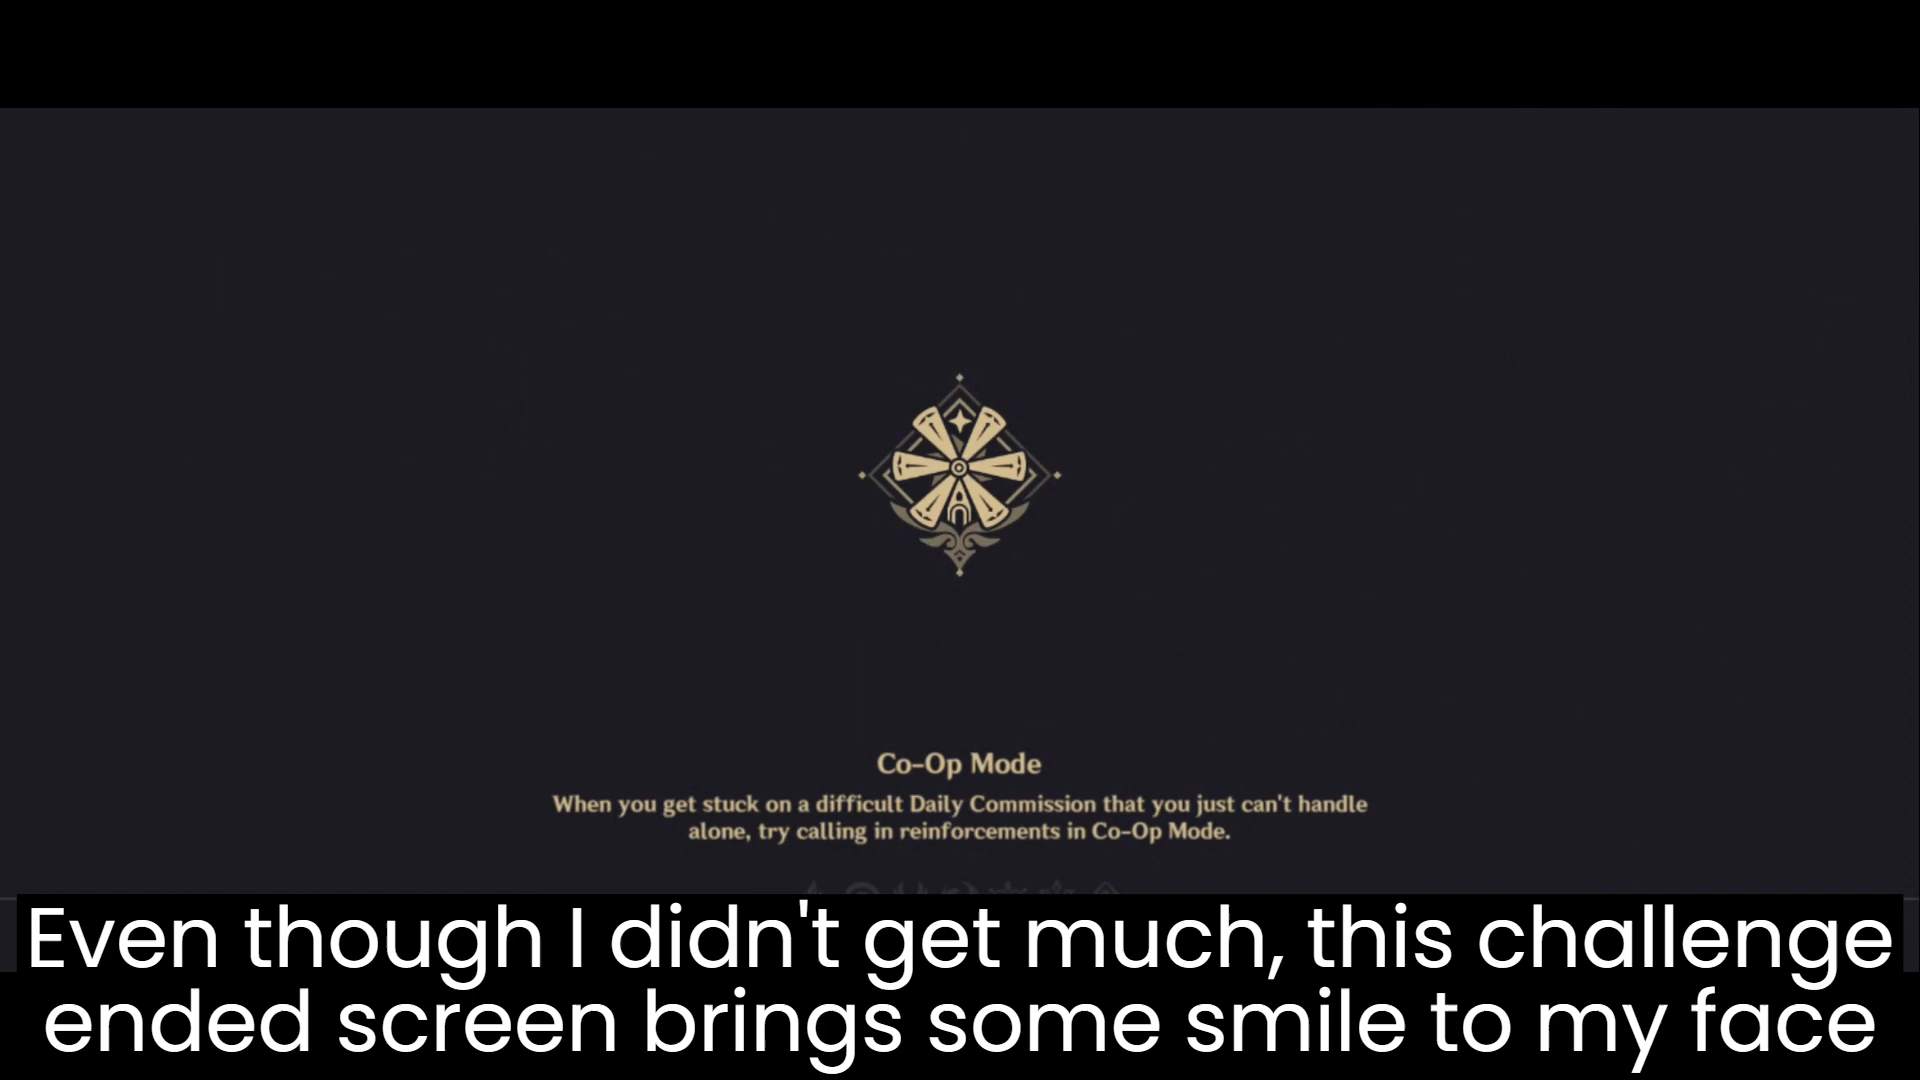 Co-Op Mode
When you get stuck on a difficult Daily Commission that you just can't handle
alone, try calling in reinforcements in Co-Op Mode.
Even though I didn't get much, this challenge
ended screen brings some smile to my face